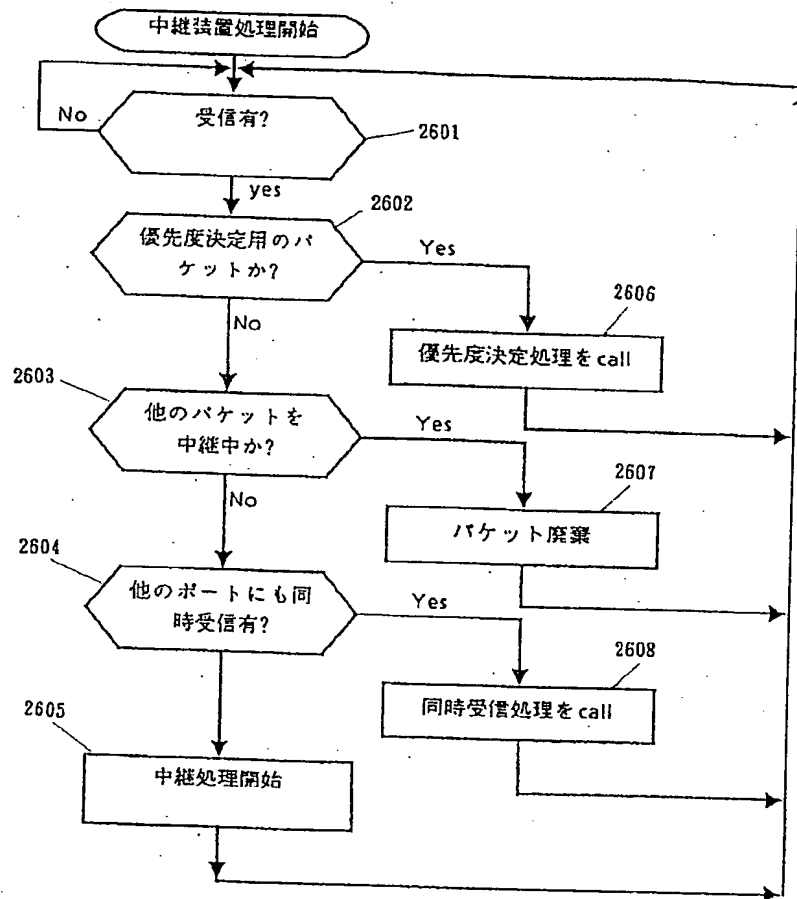 中継装置処理開始
No
受信有?
2601
yes
2602
優先度決定用のパ
ケットか?
Yes
No
2606
優先度決定処理をcall
2603
他のパケットを
中継中か?
Yes
No
2607
パケット廃棄
2604
他のポートにも同
時受信有?
Yes
2608
同時受信処理をcall
2605
中継処理開始